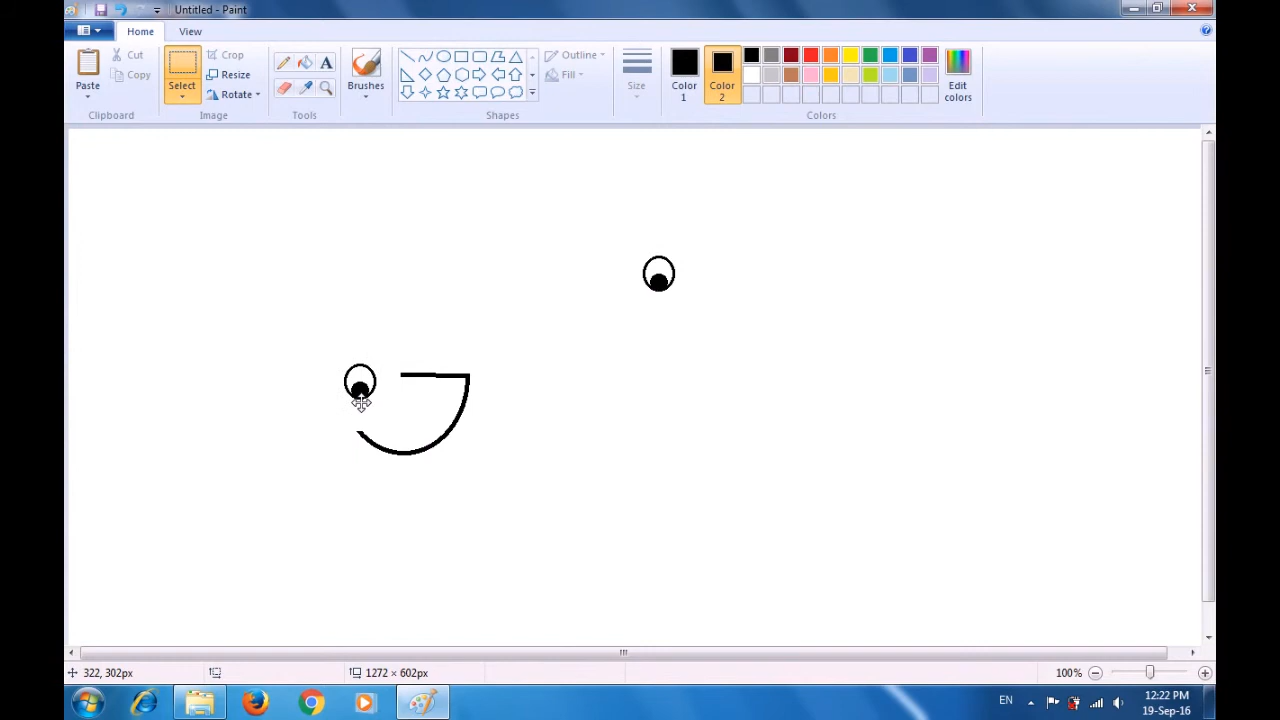 Untitled - Paint
Home View
Paste
Cut
Copy
Clipboard
Select
Crop
Resize
Rotate
Image
A
Tools
Brushes
Shapes
Outline
Fill
Size
Color 1
Color 2
Edit colors
Colors
322, 302px
1272 × 602px
100%
EN
12:22 PM
19-Sep-16